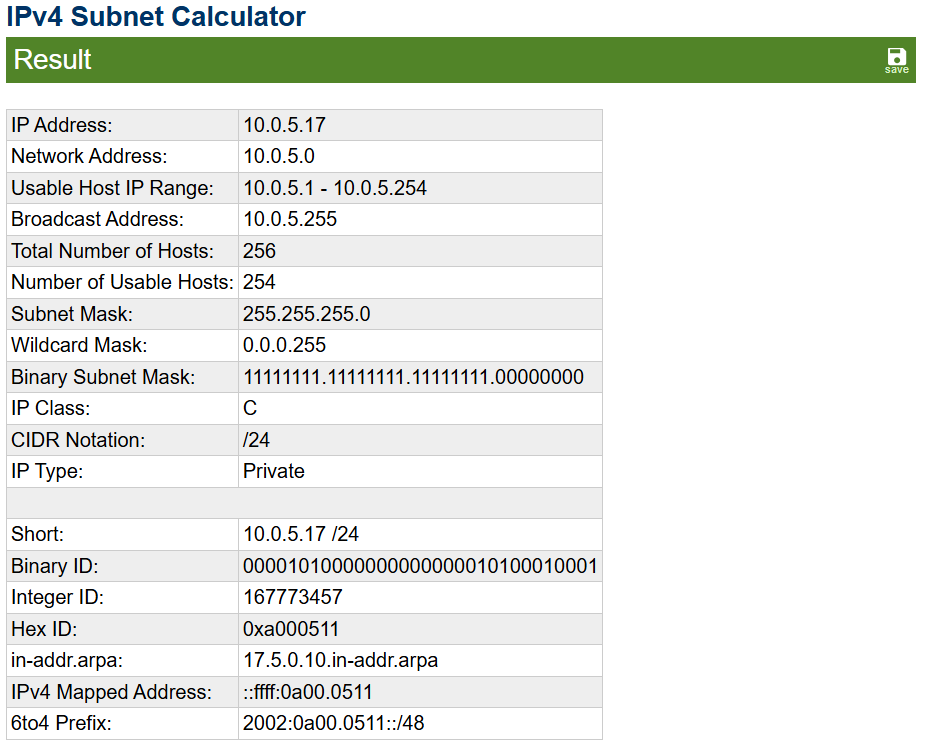 IPv4 Subnet Calculator
Result
save
IP Address: 10.0.5.17
Network Address: 10.0.5.0
Usable Host IP Range: 10.0.5.1 - 10.0.5.254
Broadcast Address: 10.0.5.255
Total Number of Hosts: 256
Number of Usable Hosts: 254
Subnet Mask: 255.255.255.0
Wildcard Mask: 0.0.0.255
Binary Subnet Mask: 11111111.11111111.11111111.00000000
IP Class: C
CIDR Notation: /24
IP Type: Private
Short: 10.0.5.17 /24
Binary ID: 00001010000000000000010100010001
Integer ID: 167773457
Hex ID: 0xa000511
in-addr.arpa: 17.5.0.10.in-addr.arpa
IPv4 Mapped Address: ::ffff:0a00.0511
6to4 Prefix: 2002:0a00.0511::/48